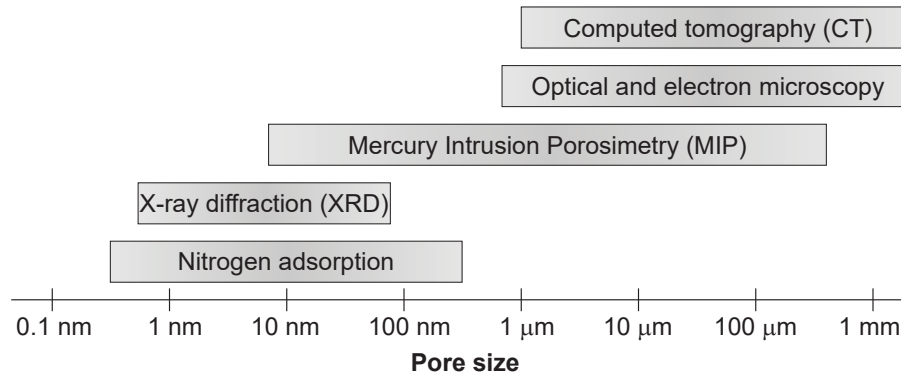 Computed tomography (CT)
Optical and electron microscopy
Mercury Intrusion Porosimetry (MIP)
X-ray diffraction (XRD)
Nitrogen adsorption
0.1 nm 1 nm 10 nm 100 nm 1 μm 10 μm 100 μm 1 mm
Pore size